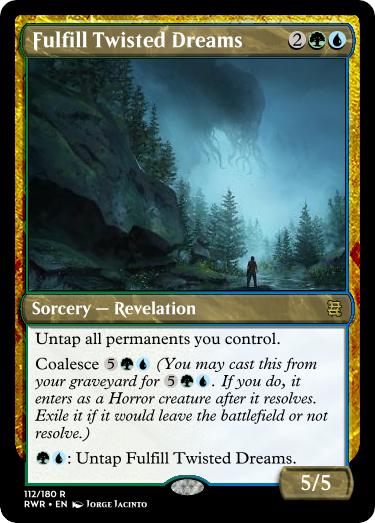 Fulfill Twisted Dreams 2
Sorcery — Revelation
Untap all permanents you control.
Coalesce 5 (You may cast this from
your graveyard for 5 . If you do, it
enters as a Horror creature after it resolves.
Exile it if it would leave the battlefield or not
resolve.)
: Untap Fulfill Twisted Dreams.
5/5
112/180 R
RWR • EN Jorge Jacinto